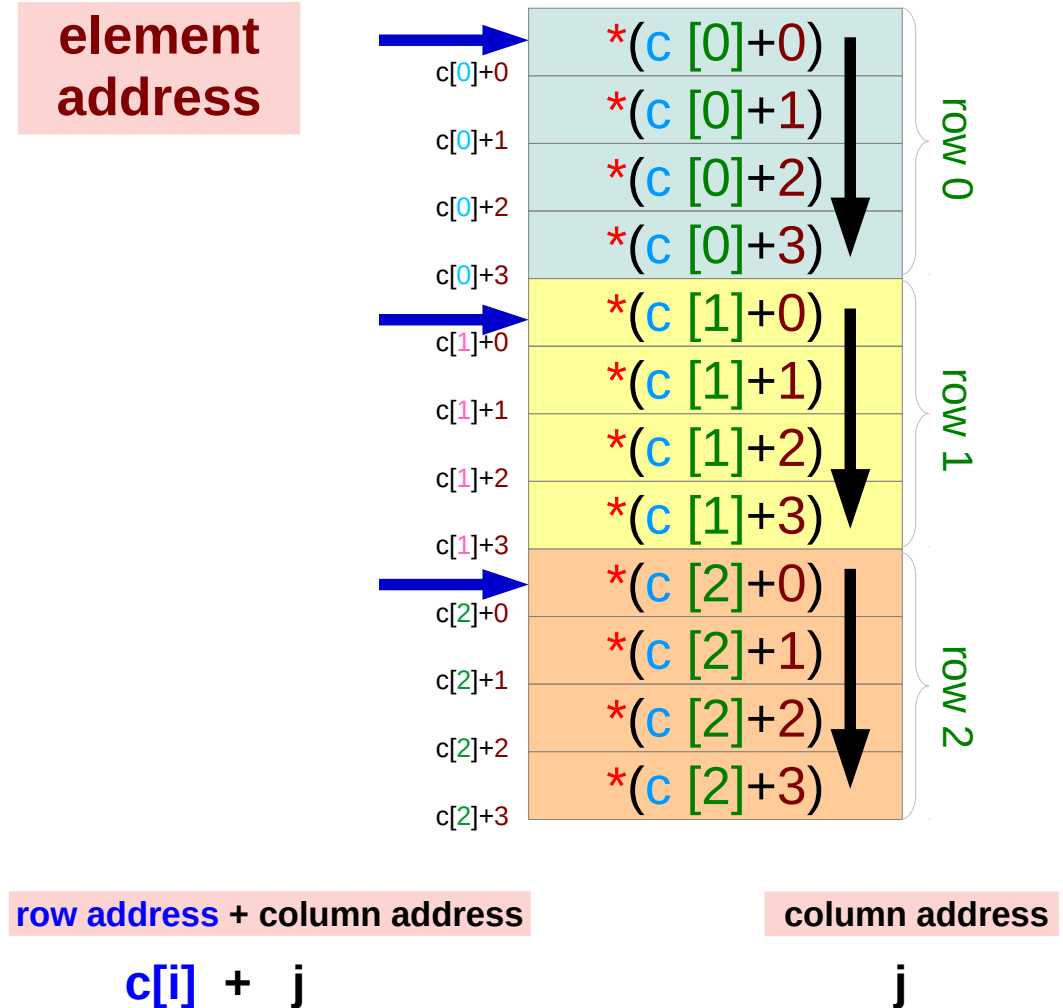 element
address
*(c [0]+0)
c[0]+0
*(c [0]+1)
c[0]+1
*(c [0]+2)
c[0]+2
*(c [0]+3)
c[0]+3
row 0
*(c [1]+0)
c[1]+0
*(c [1]+1)
c[1]+1
*(c [1]+2)
c[1]+2
*(c [1]+3)
c[1]+3
row 1
*(c [2]+0)
c[2]+0
*(c [2]+1)
c[2]+1
*(c [2]+2)
c[2]+2
*(c [2]+3)
c[2]+3
row 2
row address + column address
column address
c[i] + j
j